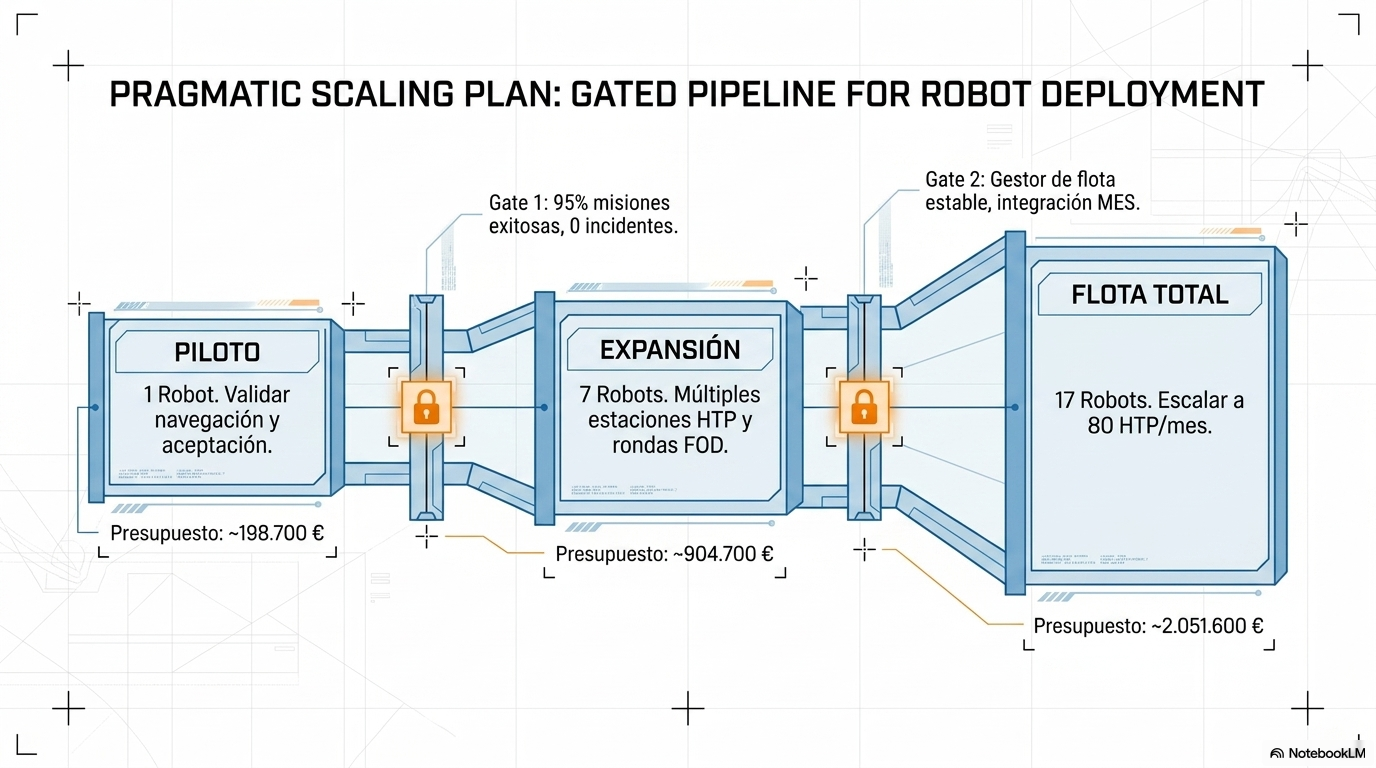 PRAGMATIC SCALING PLAN: GATED PIPELINE FOR ROBOT DEPLOYMENT
Gate 1: 95% misiones
exitosas, 0 incidentes.
Gate 2: Gestor de flota
estable, integración MES.
PILOTO
1 Robot. Validar
navegación y
aceptación.
Presupuesto: ~198.700 €
EXPANSIÓN
7 Robots. Múltiples
estaciones HTP y
rondas FOD.
Presupuesto: ~904.700 €
FLOTA TOTAL
17 Robots. Escalar a
80 HTP/mes.
Presupuesto: ~2.051.600 €
NotebookLM